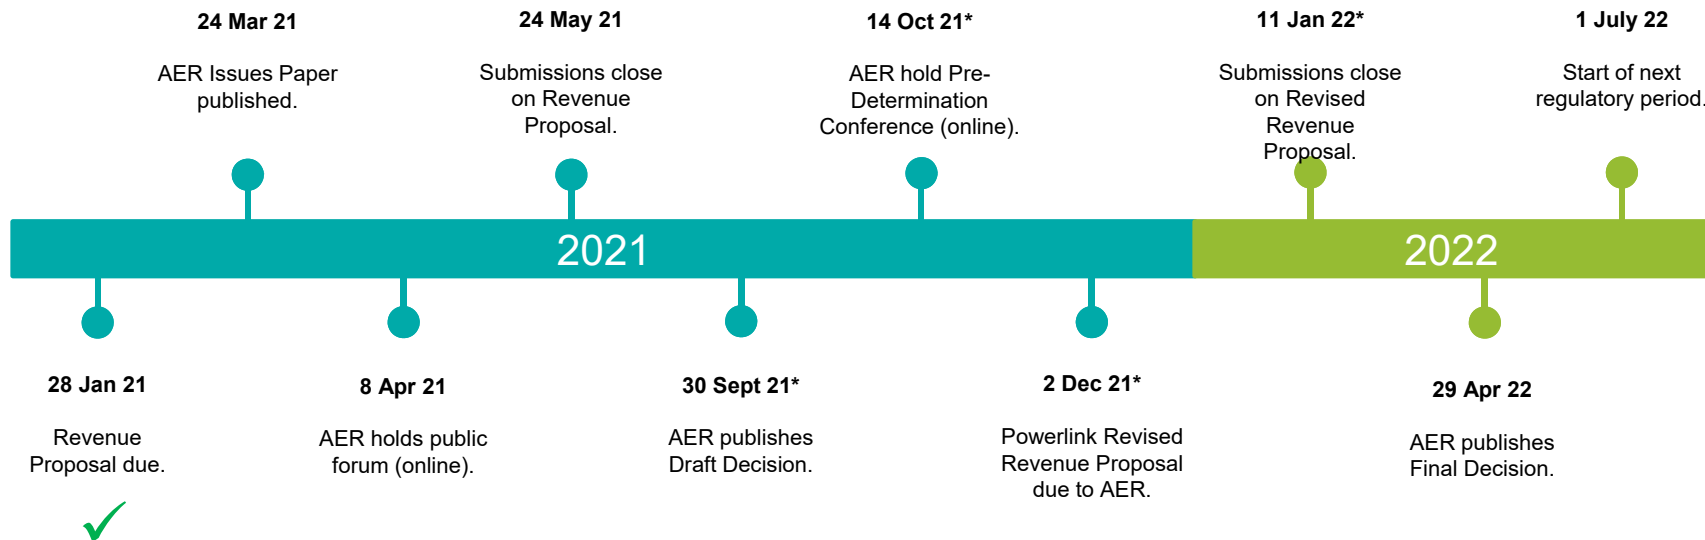 24 Mar 21
AER Issues Paper
published.
24 May 21
Submissions close
on Revenue
Proposal.
14 Oct 21*
AER hold Pre-
Determination
Conference (online).
11 Jan 22*
Submissions close
on Revised
Revenue
Proposal.
1 July 22
Start of next
regulatory period.
2021
2022
28 Jan 21
Revenue
Proposal due.
8 Apr 21
AER holds public
forum (online).
30 Sept 21*
AER publishes
Draft Decision.
2 Dec 21*
Powerlink Revised
Revenue Proposal
due to AER.
29 Apr 22
AER publishes
Final Decision.